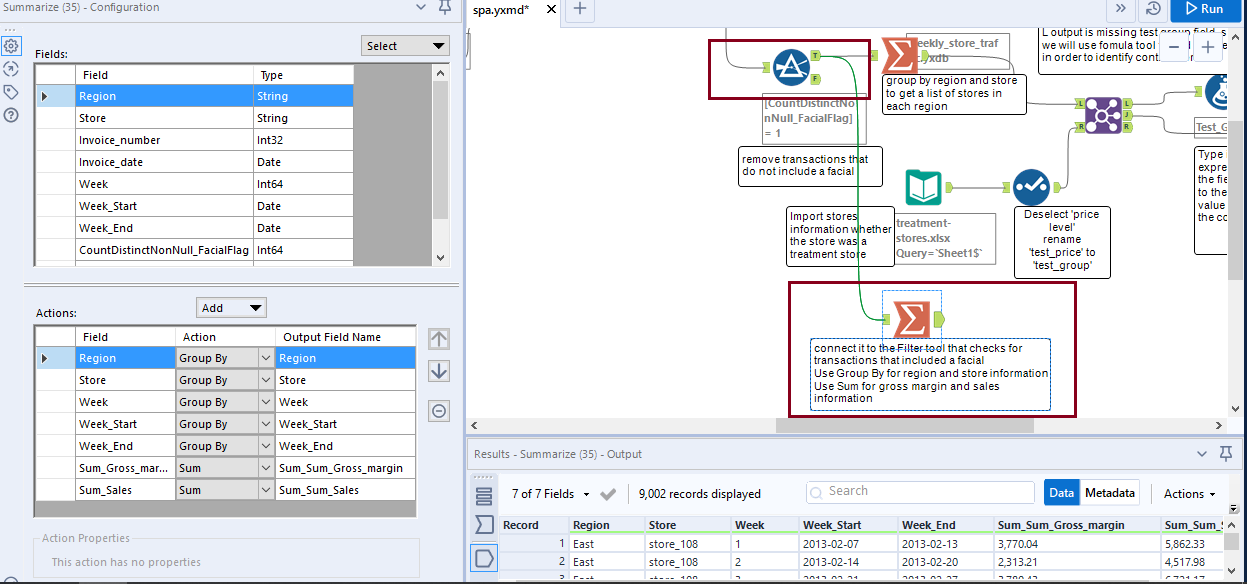 Summarize (35) - Configuration
Fields:
Select
Field Type
Region String
Store String
Invoice_number Int32
Invoice_date Date
Week Int64
Week_Start Date
Week_End Date
CountDistinctNonNull_FacialFlag Int64
Actions:
Add
Field Action Output Field Name
Region Group By Region
Store Group By Store
Week Group By Week
Week_Start Group By Week_Start
Week_End Group By Week_End
Sum_Gross_mar... Sum Sum_Sum_Gross_margin
Sum_Sales Sum Sum_Sum_Sales
Action Properties
This action has no properties
spa.yxmd*
Run
L output is missing test group field, s
we will use fomula tool
in order to identify contr
eekly_store_traf
.yxdb
group by region and store
to get a list of stores in
each region
T
F
[CountDistinctNo
nNull_FacialFlag]
= 1
remove transactions that
do not include a facial
L
R
L
J
R
Test_G
Type
expre
the fie
to the
value
the co
Import stores
information whether
the store was a
treatment store
treatment-
stores.xlsx
Query=`Sheet1$`
Deselect 'price
level'
rename
'test_price' to
'test_group'
connect it to the Filter tool that checks for
transactions that included a facial
Use Group By for region and store information
Use Sum for gross margin and sales
information
Results - Summarize (35) - Output
7 of 7 Fields 9,002 records displayed Search Data Metadata Actions
Record Region Store Week Week_Start Week_End Sum_Sum_Gross_margin Sum_Sum_S
1 East store_108 1 2013-02-07 2013-02-13 3,770.04 5,862.33
2 East store_108 2 2013-02-14 2013-02-20 2,313.21 4,517.98